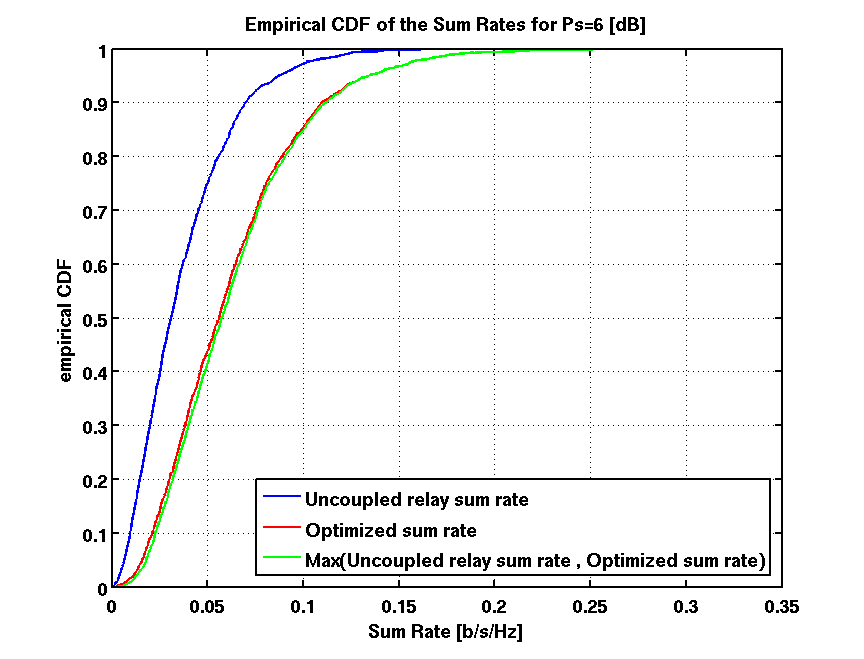 Empirical CDF of the Sum Rates for Ps=6 [dB]
1
0.9
0.8
0.7
0.6
0.5
0.4
0.3
0.2
0.1
0
empirical CDF
Uncoupled relay sum rate
Optimized sum rate
Max(Uncoupled relay sum rate , Optimized sum rate)
0 0.05 0.1 0.15 0.2 0.25 0.3 0.35
Sum Rate [b/s/Hz]